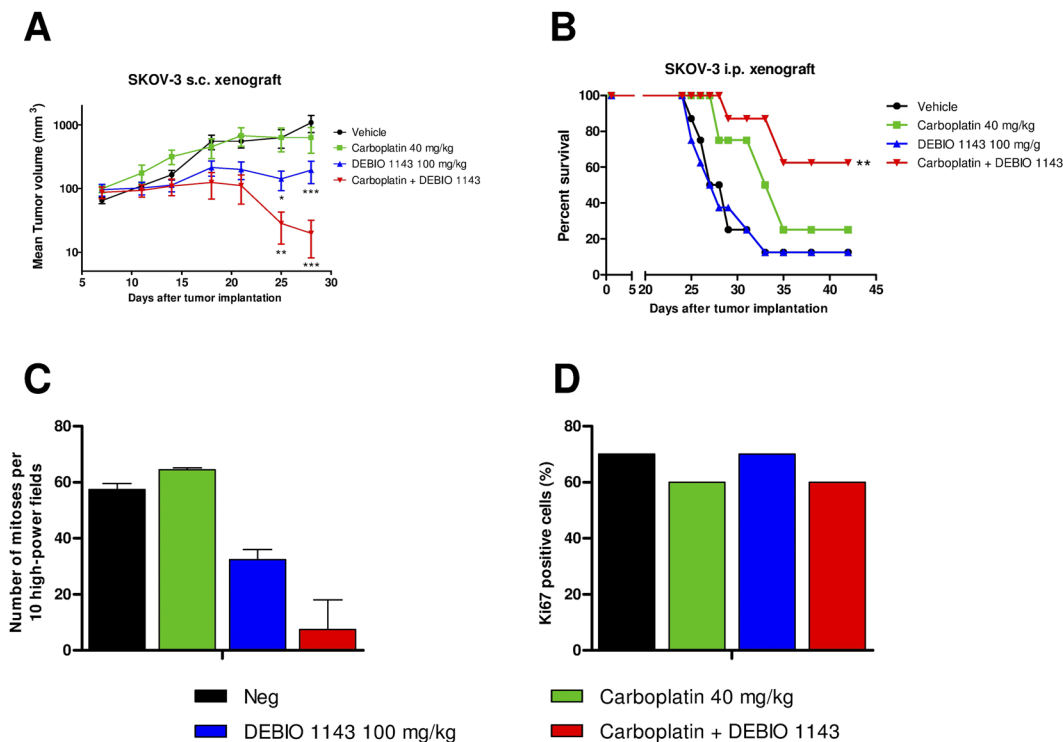 A
SKOV-3 s.c. xenograft
Mean Tumor volume (mm 3)
1000
100
10
5 10 15 20 25 30
Days after tumor implantation
* ***
** ***
Vehicle
Carboplatin 40 mg/kg
DEBIO 1143 100 mg/kg
Carboplatin + DEBIO 1143
B
SKOV-3 i.p. xenograft
Percent survival
100
80
60
40
20
0
0 5 20 25 30 35 40 45
Days after tumor implantation
**
Vehicle
Carboplatin 40 mg/kg
DEBIO 1143 100 mg/g
Carboplatin + DEBIO 1143
C
Number of mitoses per
10 high-power fields
80
60
40
20
0
D
Ki67 positive cells (%)
80
60
40
20
0
Neg
DEBIO 1143 100 mg/kg
Carboplatin 40 mg/kg
Carboplatin + DEBIO 1143